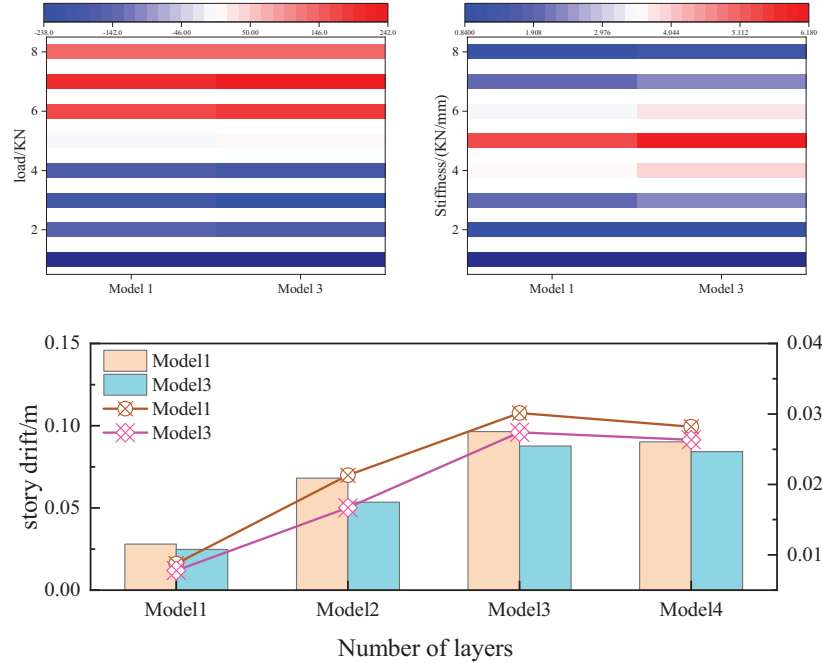 -238.0 -142.0 -46.00 50.00 146.0 242.0
8
6
4
2
load/KN
Model 1 Model 3
0.8400 1.908 2.976 4.044 5.112 6.180
8
6
4
2
Stiffness/(KN/mm)
Model 1 Model 3
0.15
0.10
0.05
0.00
story drift/m
Model1
Model3
Model1
Model3
0.04
0.03
0.02
0.01
Model1 Model2 Model3 Model4
Number of layers